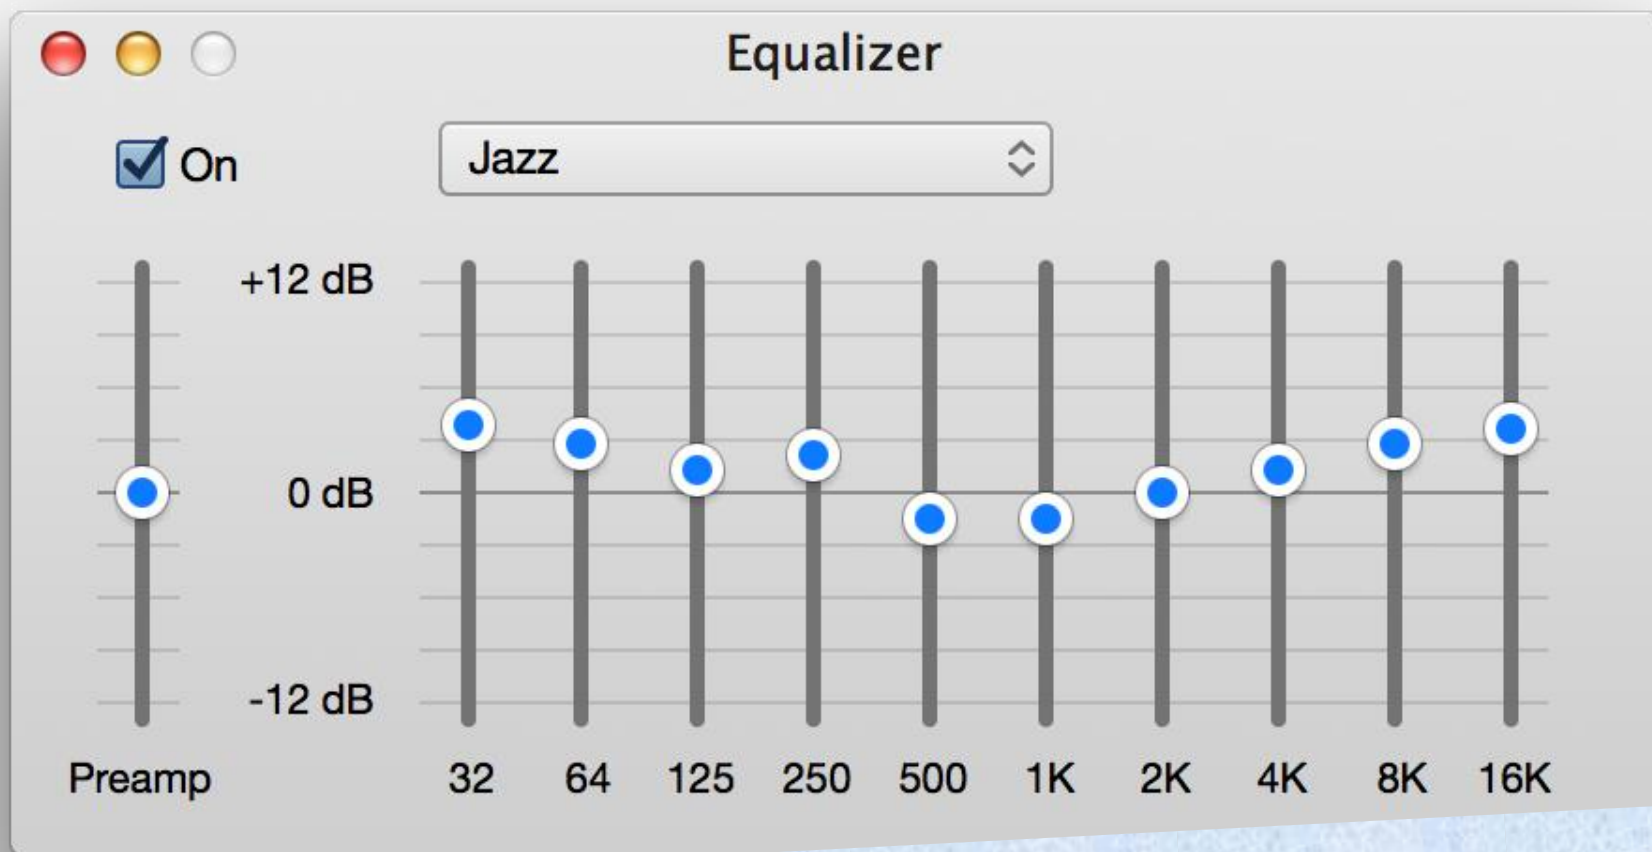 Equalizer
On Jazz
+12 dB
0 dB
-12 dB
Preamp 32 64 125 250 500 1K 2K 4K 8K 16K